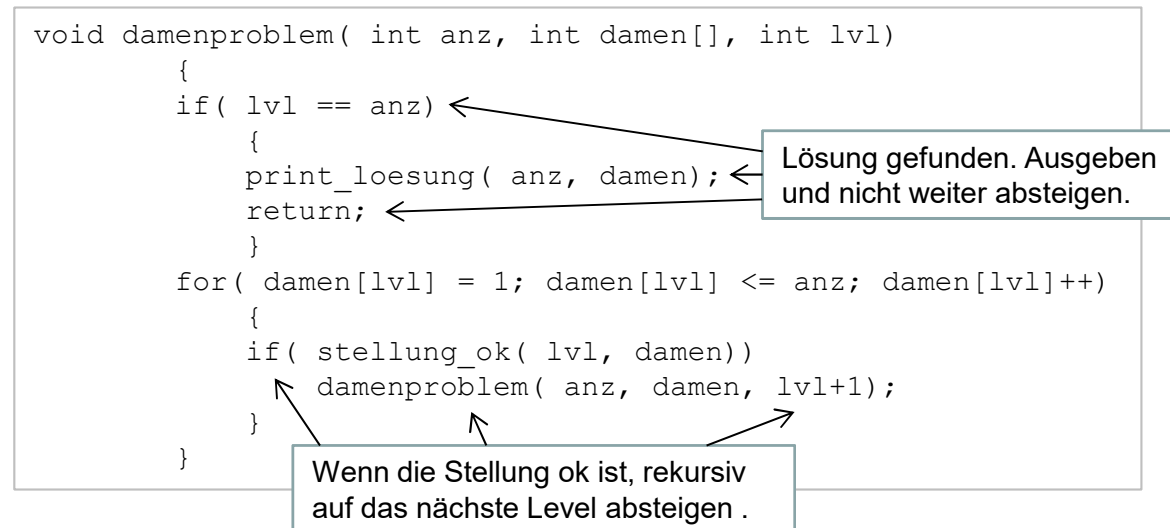 void damenproblem( int anz, int damen[], int lvl)
{
if( lvl == anz)
{
print_loesung( anz, damen);
return;
}
for( damen[lvl] = 1; damen[lvl] <= anz; damen[lvl]++)
{
if( stellung_ok( lvl, damen))
damenproblem( anz, damen, lvl+1);
}
}
Lösung gefunden. Ausgeben
und nicht weiter absteigen.
Wenn die Stellung ok ist, rekursiv
auf das nächste Level absteigen .